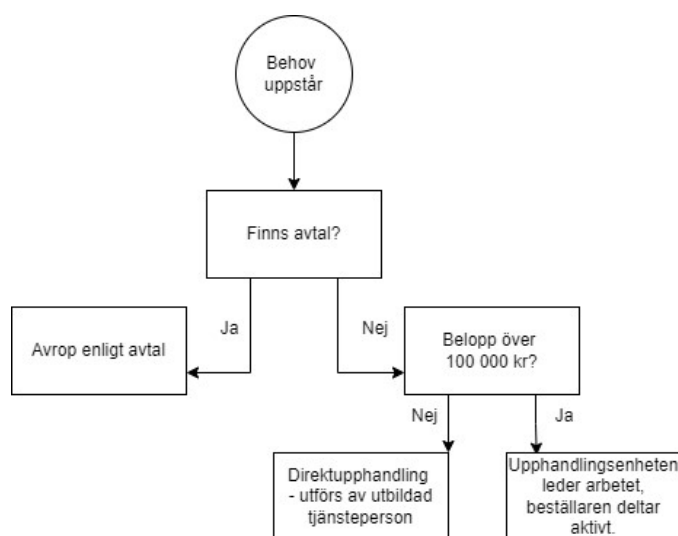 Behov
uppstår
Finns avtal?
Ja
Nej
Avrop enligt avtal
Belopp över
100 000 kr?
Nej
Ja
Direktupphandling
- utförs av utbildad
tjänsteperson
Upphandlingsenheten
leder arbetet,
beställaren deltar
aktivt.